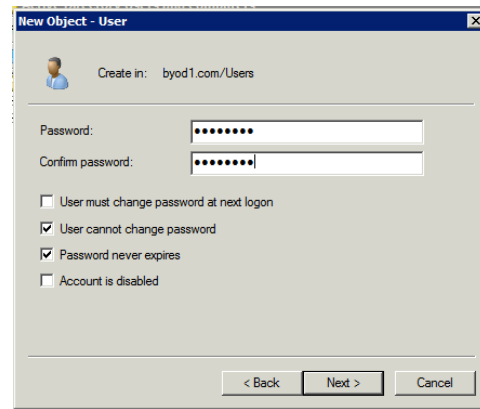 New Object - User
Create in: byod1.com/Users
Password: ●●●●●●●●
Confirm password: ●●●●●●●●
User must change password at next logon
User cannot change password
Password never expires
Account is disabled
< Back Next > Cancel